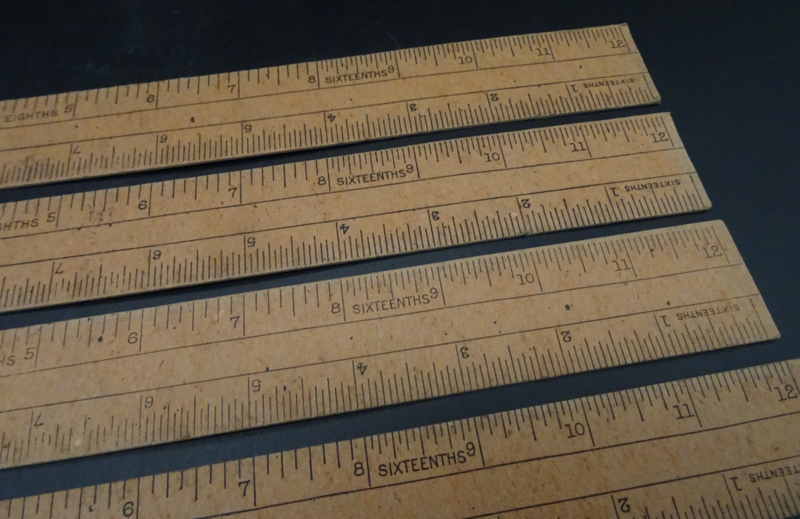 EIGHTHS 5 6 7 8 SIXTEENTHS 9 10 11 12
7 6 5 4 3 2 1 SIXTEENTHS
GHTHS 5 6 7 8 SIXTEENTHS 9 10 11 12
7 6 5 4 3 2 1 SIXTEENTHS
HS 5 6 7 8 SIXTEENTHS 9 10 11 12
7 6 5 4 3 2 1 SIXTEENTHS
6 7 8 SIXTEENTHS 9 10 11 12
2 1 SIXTEENTHS